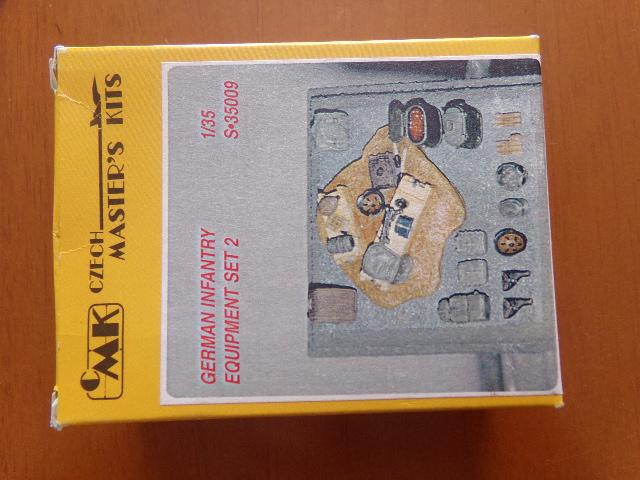 CMK
CZECH
MASTER'S KITS
GERMAN INFANTRY
EQUIPMENT SET 2
1/35
S-35009